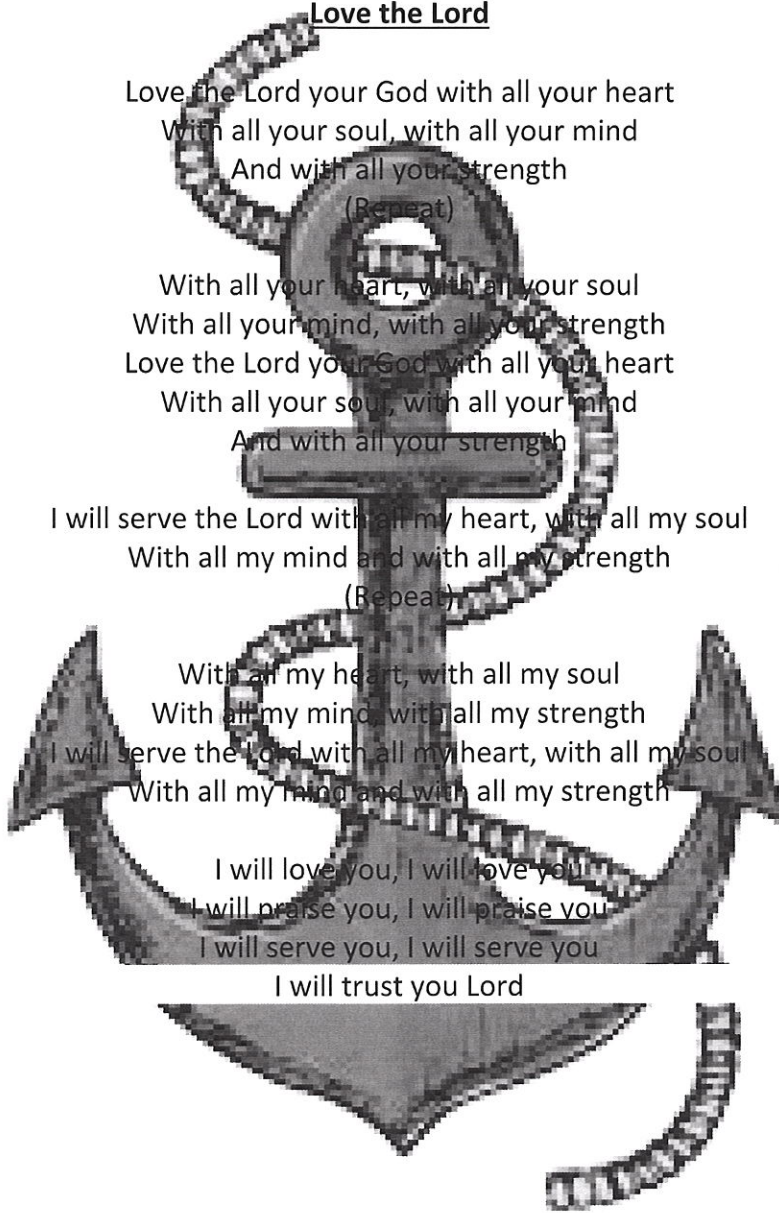 Love the Lord
Love the Lord your God with all your heart
With all your soul, with all your mind
And with all your strength
(Repeat)
With all your heart, with all your soul
With all your mind, with all your strength
Love the Lord your God with all your heart
With all your soul, with all your mind
And with all your strength
I will serve the Lord with all my heart, with all my soul
With all my mind and with all my strength
(Repeat)
With all my heart, with all my soul
With all my mind, with all my strength
I will serve the Lord with all my heart, with all my soul
With all my mind and with all my strength
I will love you, I will love you
I will praise you, I will praise you
I will serve you, I will serve you
I will trust you Lord